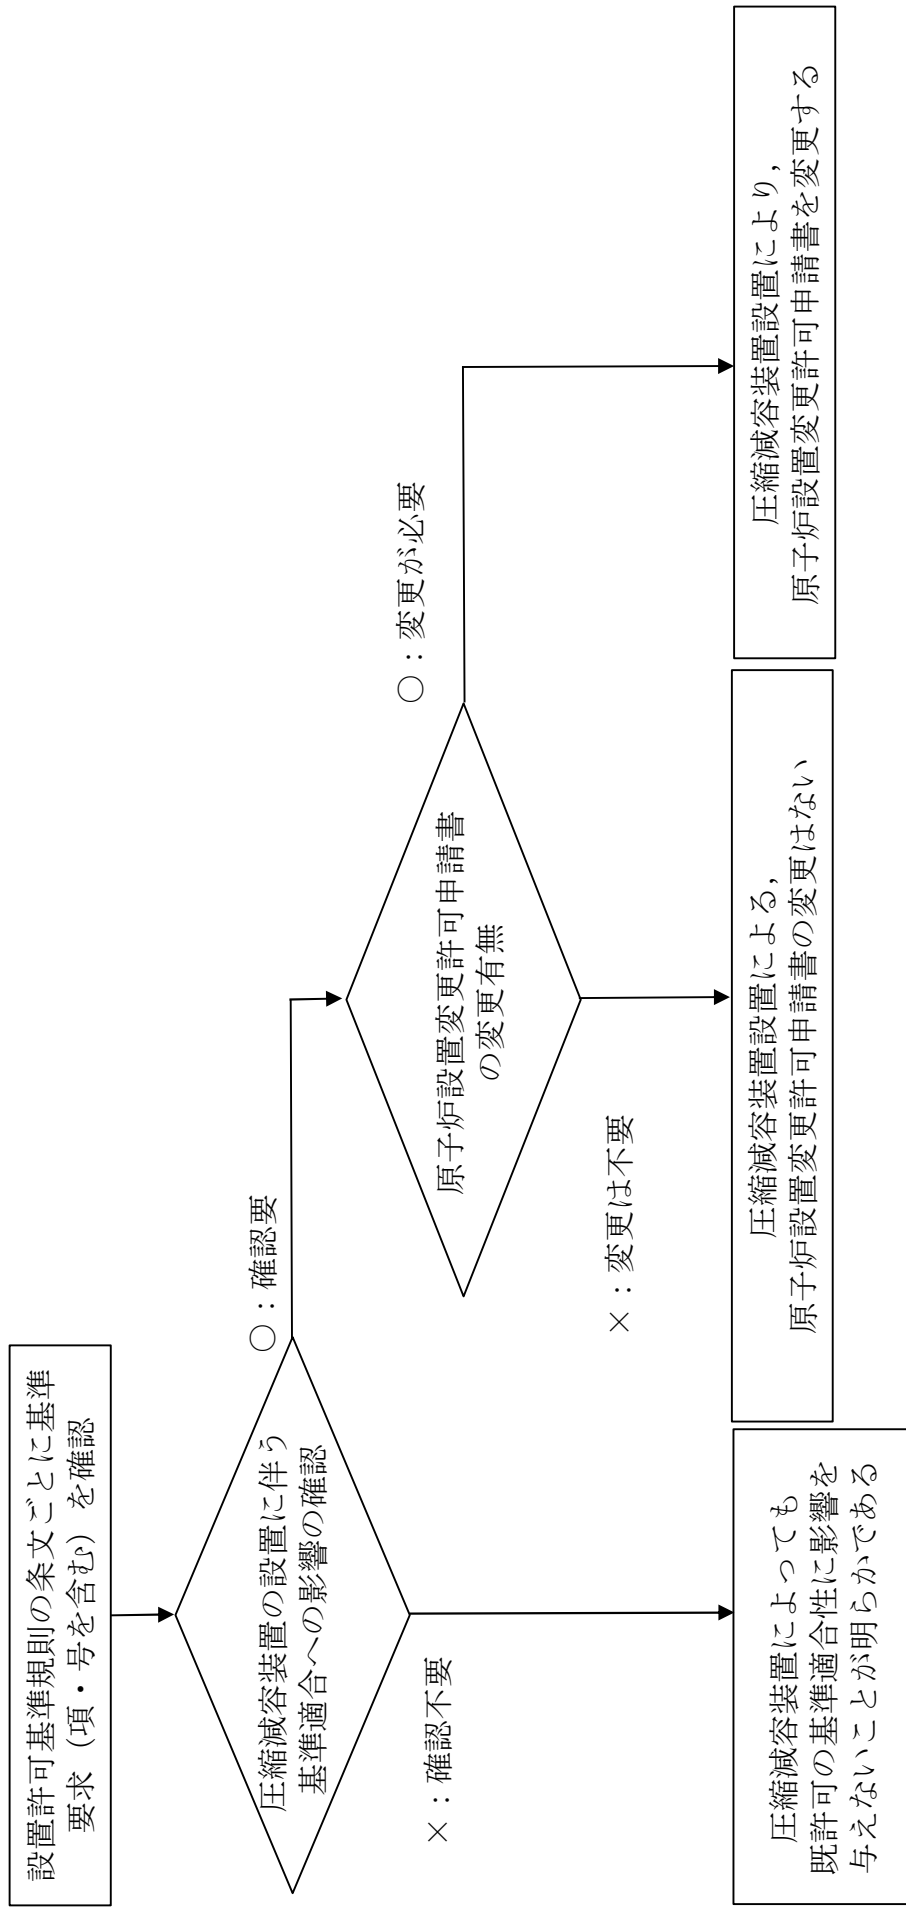 設置許可基準規則の条文ごとに基準
要求（項・号を含む）を確認
圧縮減容装置の設置に伴う
基準適合への影響の確認
○：確認要
×：確認不要
原子炉設置変更許可申請書
の変更有無
○：変更が必要
×：変更は不要
圧縮減容装置によっても
既許可の基準適合性に影響を
与えないことが明らかである
圧縮減容装置設置による，
原子炉設置変更許可申請書の変更はない
圧縮減容装置設置により，
原子炉設置変更許可申請書を変更する